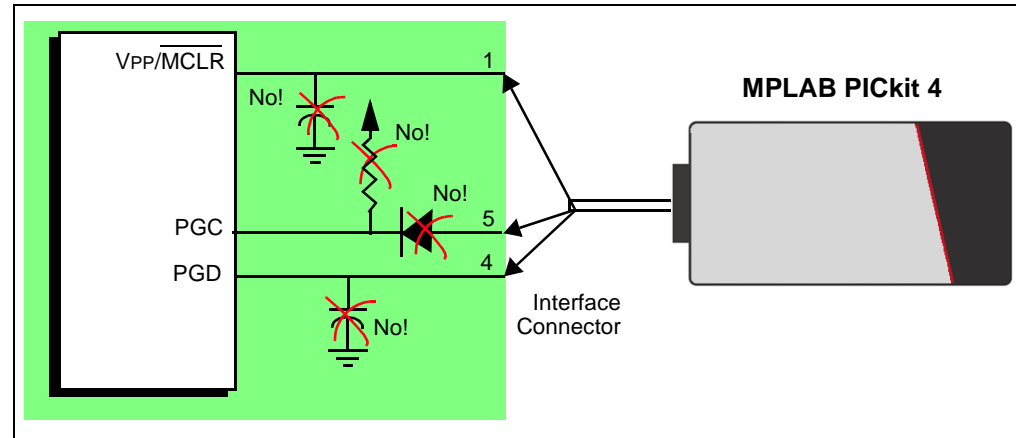 VPP/MCLR
1
MPLAB PICkit 4
No!
No!
No!
PGC
5
PGD
4
No!
Interface
Connector